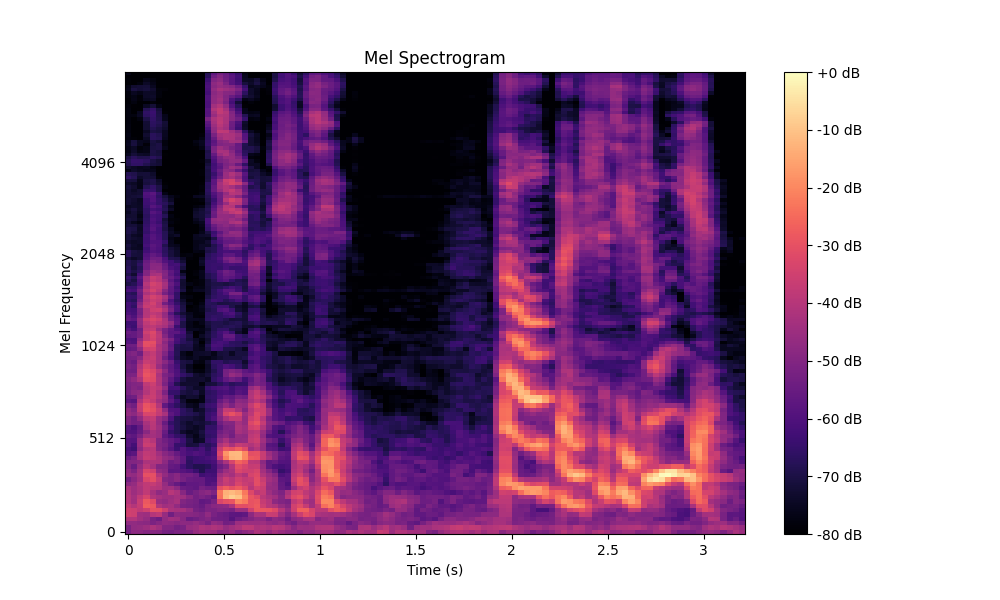 Mel Spectrogram
+0 dB
-10 dB
-20 dB
-30 dB
-40 dB
-50 dB
-60 dB
-70 dB
-80 dB
4096
2048
1024
512
0
Mel Frequency
0
0.5
1
1.5
2
2.5
3
Time (s)